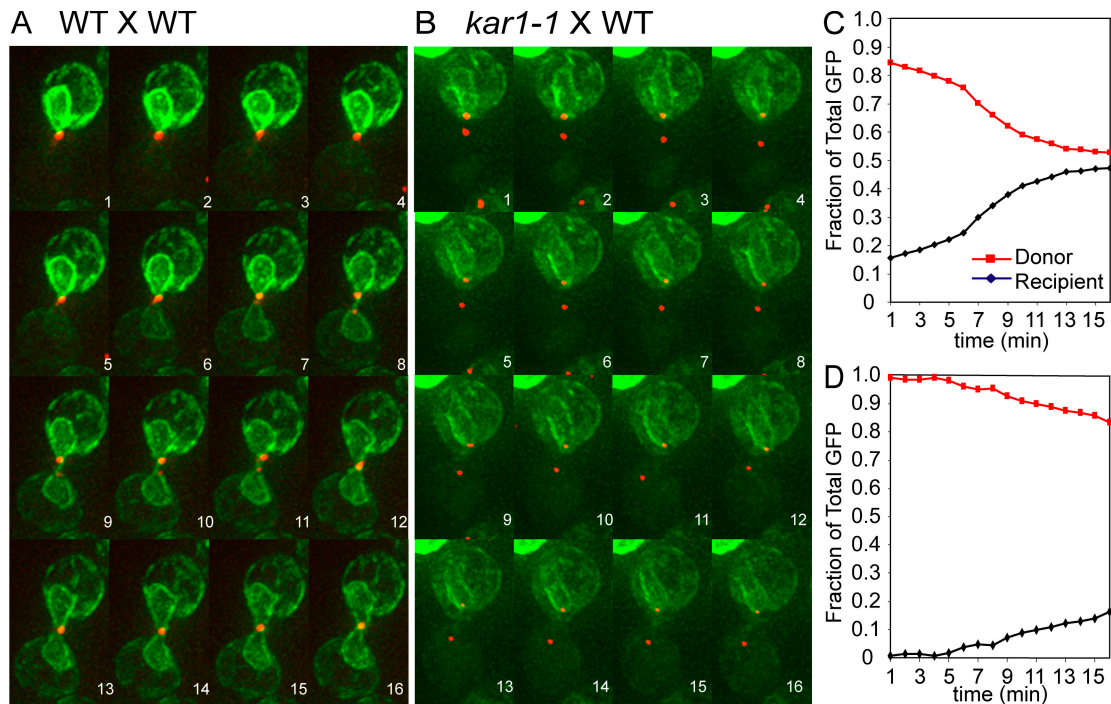 A WT X WT
B kar1-1 X WT
1 2 3 4
5 6 7 8
9 10 11 12
13 14 15 16
1 2 3 4
5 6 7 8
9 10 11 12
13 14 15 16
C
1.0
0.9
0.8
0.7
0.6
0.5
0.4
0.3
0.2
0.1
0
Fraction of Total GFP
Donor
Recipient
1 3 5 7 9 11 13 15
time (min)
D
1.0
0.9
0.8
0.7
0.6
0.5
0.4
0.3
0.2
0.1
0
Fraction of Total GFP
1 3 5 7 9 11 13 15
time (min)